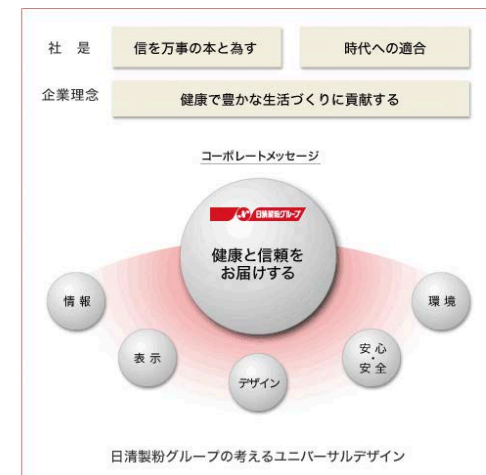 社 是
信を万事の本と為す
時代への適合
企業理念
健康で豊かな生活づくりに貢献する
コーポレートメッセージ
日清製粉グループ
健康と信頼を
お届けする
情 報
環 境
表 示
安 心
・
安 全
デザイン
日清製粉グループの考えるユニバーサルデザイン